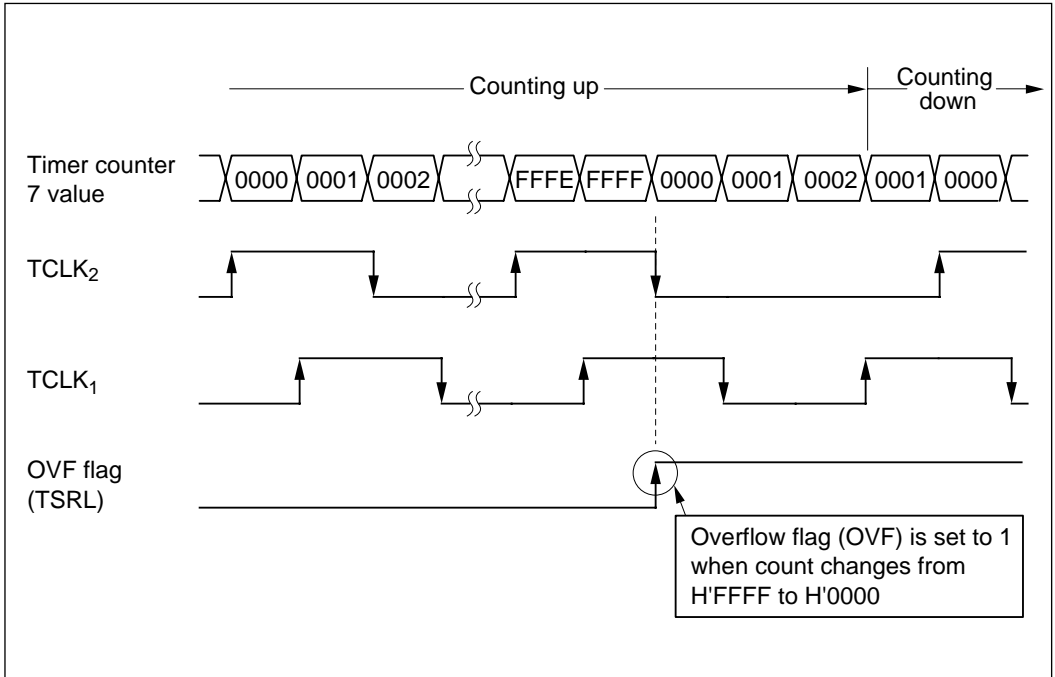 Counting up
Counting
down
Timer counter
7 value
0000 0001 0002 FFFE FFFF 0000 0001 0002 0001 0000
TCLK2
TCLK1
OVF flag
(TSRL)
Overflow flag (OVF) is set to 1
when count changes from
H'FFFF to H'0000